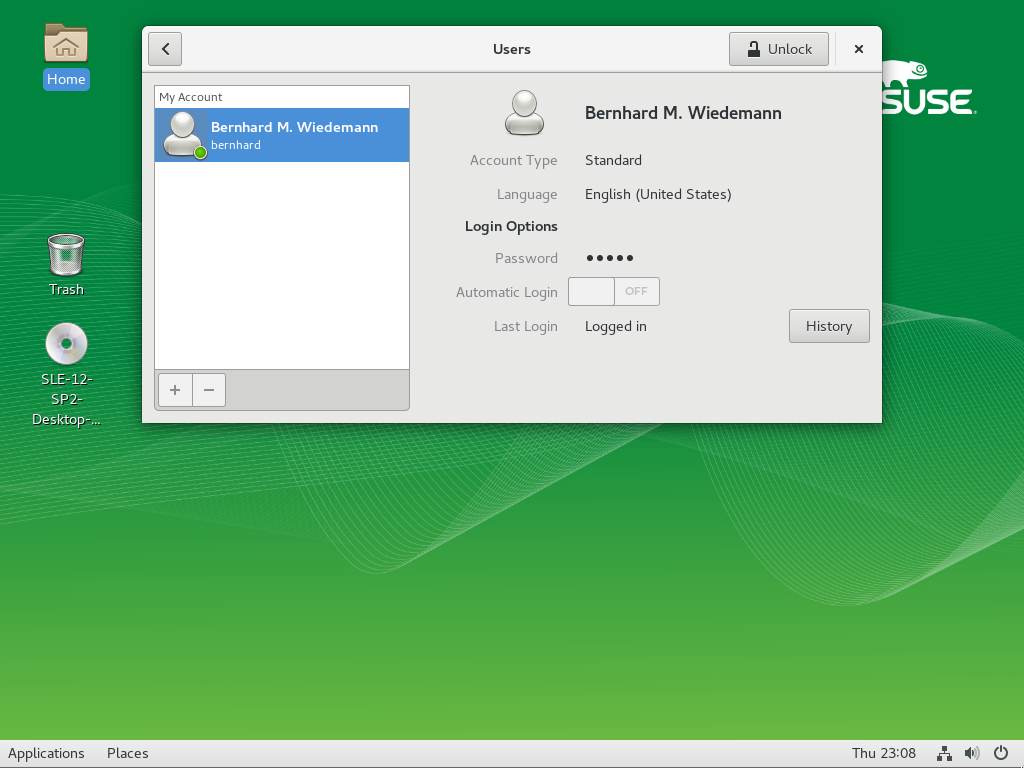 Home
Users
Unlock
SUSE
My Account
Bernhard M. Wiedemann
bernhard
Bernhard M. Wiedemann
Account Type Standard
Language English (United States)
Login Options
Password •••••
Automatic Login OFF
Last Login Logged in History
Trash
SLE-12-
SP2-
Desktop-...
Applications Places Thu 23:08